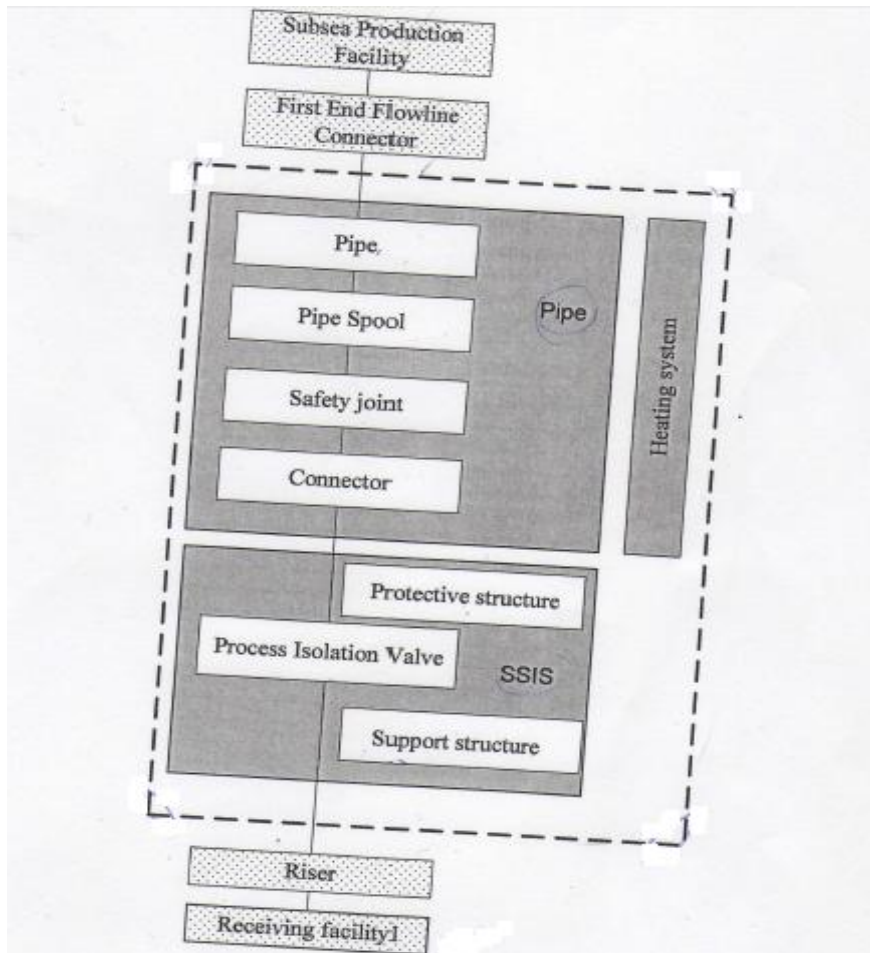 Subsea Production
Facility
First End Flowline
Connector
Pipe
Pipe Spool
Pipe
Safety joint
Heating system
Connector
Protective structure
Process Isolation Valve
SSIS
Support structure
Riser
Receiving facility1